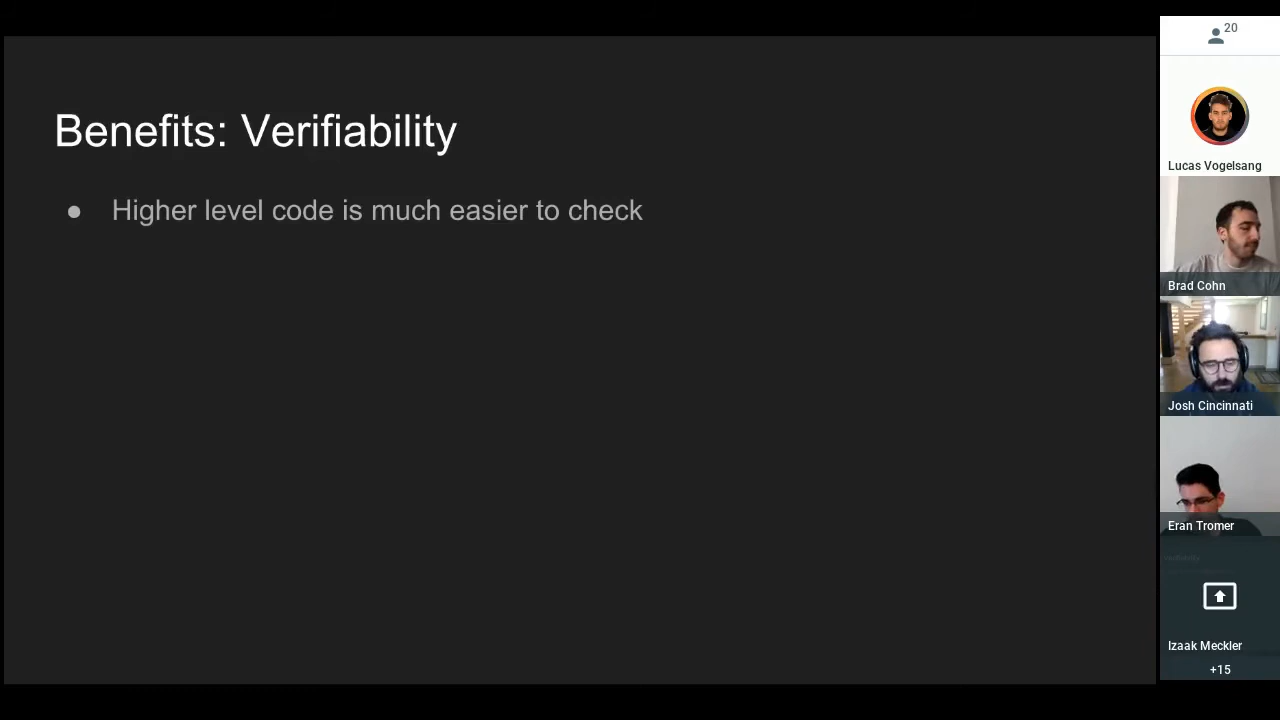 Benefits: Verifiability
● Higher level code is much easier to check
20
Lucas Vogelsang
Brad Cohn
Josh Cincinnati
Eran Tromer
Izaak Meckler
+15